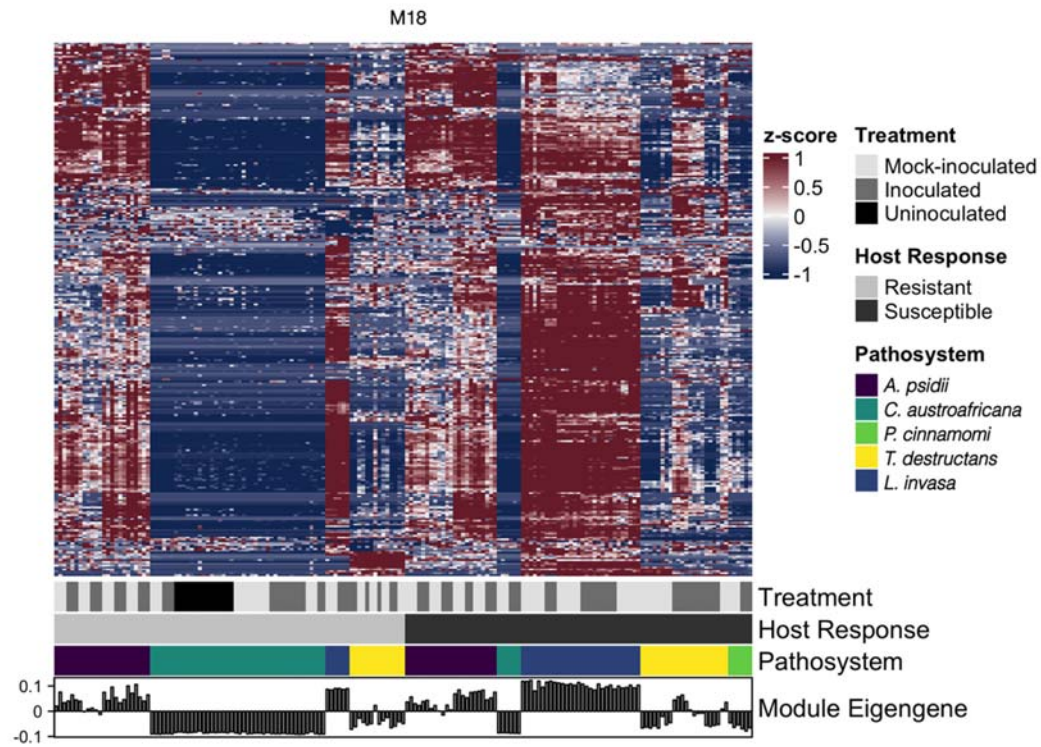 M18
z-score
1
0.5
0
-0.5
-1
Treatment
Mock-inoculated
Inoculated
Uninoculated
Host Response
Resistant
Susceptible
Pathosystem
A. psidii
C. austroafricana
P. cinnamomi
T. destructans
L. invasa
Treatment
Host Response
Pathosystem
0.1
0
-0.1
Module Eigengene